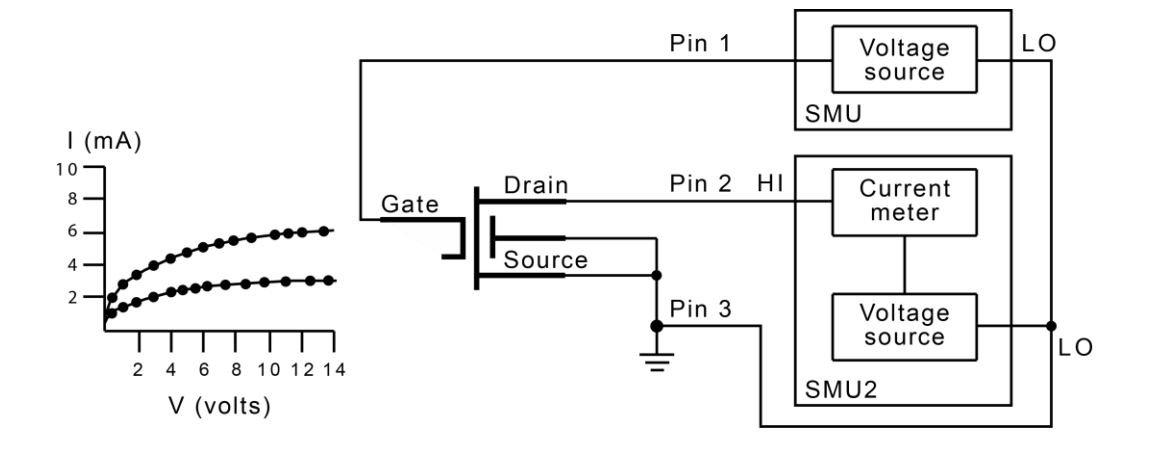 I (mA)
10
8
6
4
2
2 4 6 8 10 12 14
V (volts)
Gate
Drain
Source
Pin 1
Pin 2 HI
Pin 3
Voltage
source
SMU
LO
Current
meter
Voltage
source
SMU2
LO